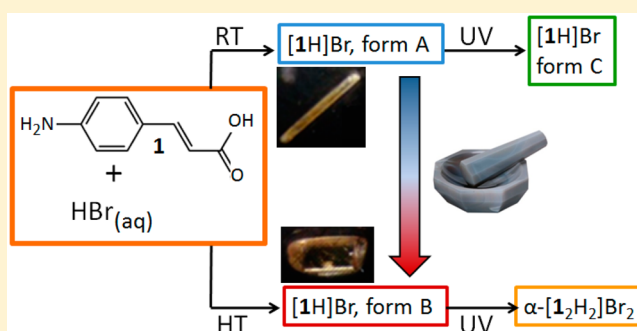 RT
[1H]Br, form A
UV
[1H]Br
form C
H₂N
OH
1
O
+
HBr(aq)
HT
[1H]Br, form B
UV
α-[1₂H₂]Br₂